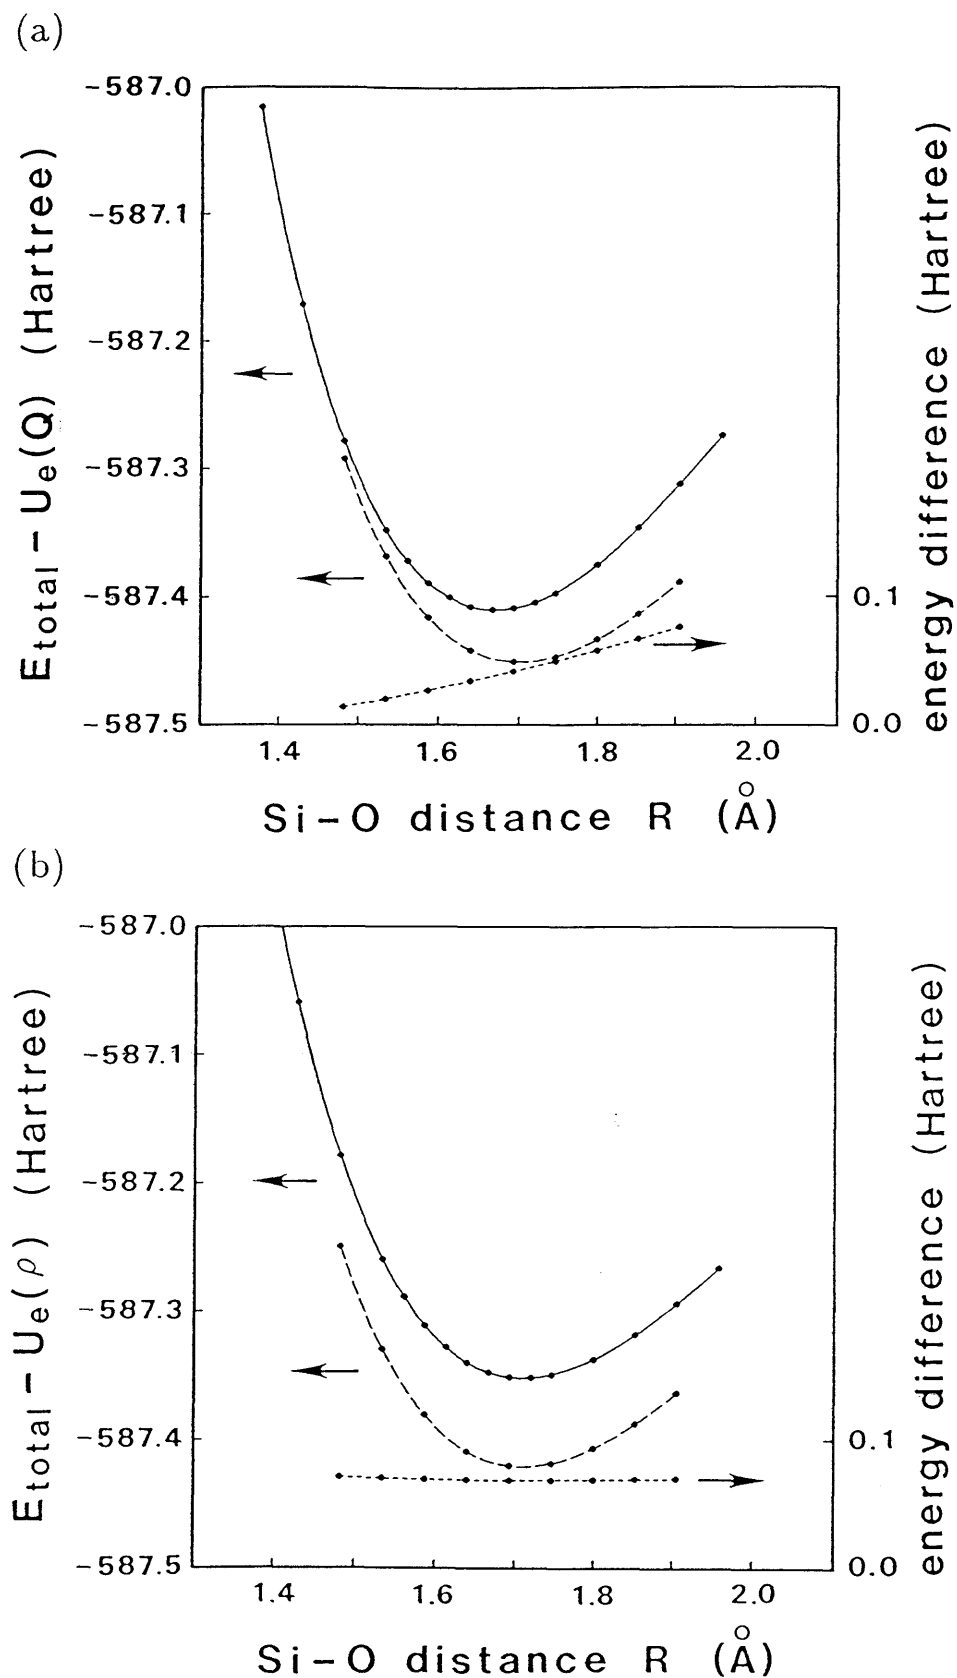 (a)
E_total − U_e(Q) (Hartree)
−587.0
−587.1
−587.2
−587.3
−587.4
−587.5
1.4 1.6 1.8 2.0
Si−O distance R (Å)
0.1
0.0
energy difference (Hartree)
(b)
E_total − U_e(ρ) (Hartree)
−587.0
−587.1
−587.2
−587.3
−587.4
−587.5
1.4 1.6 1.8 2.0
Si−O distance R (Å)
0.1
0.0
energy difference (Hartree)